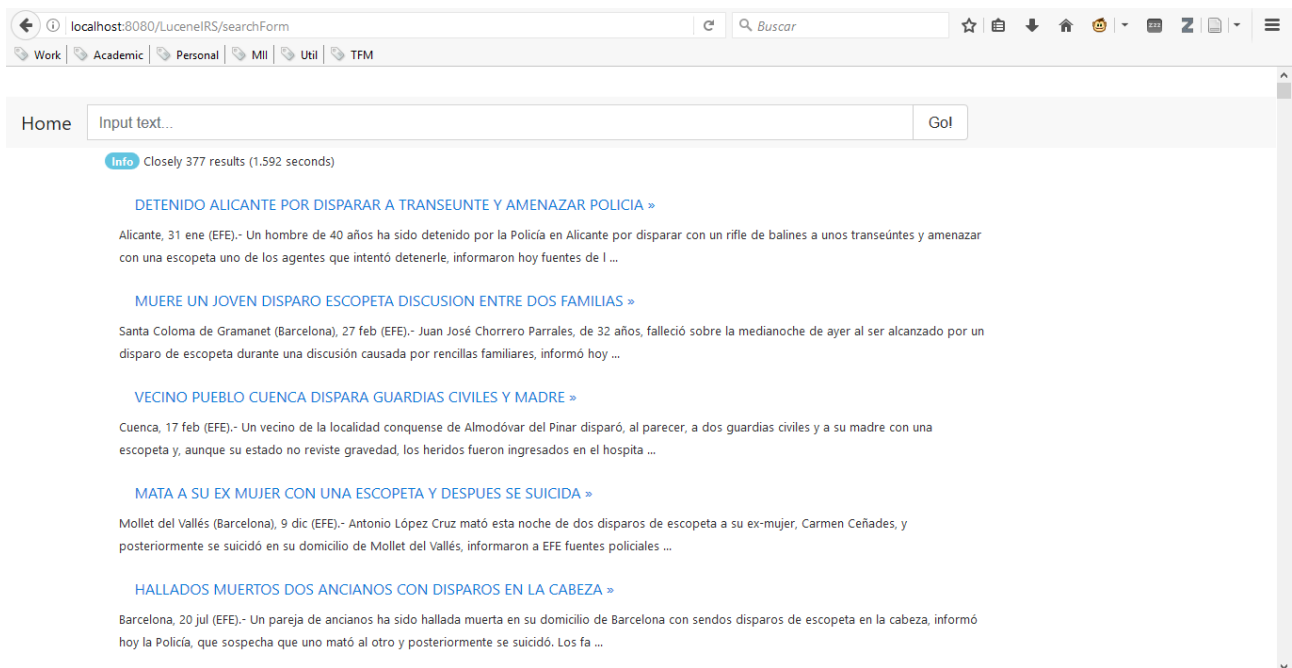 localhost:8080/LuceneIRS/searchForm
Buscar
Work Academic Personal MII Util TFM
Home Input text... Go!
Info Closely 377 results (1.592 seconds)
DETENIDO ALICANTE POR DISPARAR A TRANSEUNTE Y AMENAZAR POLICIA »
Alicante, 31 ene (EFE).- Un hombre de 40 años ha sido detenido por la Policía en Alicante por disparar con un rifle de balines a unos transeúntes y amenazar
con una escopeta uno de los agentes que intentó detenerle, informaron hoy fuentes de l ...
MUERE UN JOVEN DISPARO ESCOPETA DISCUSION ENTRE DOS FAMILIAS »
Santa Coloma de Gramanet (Barcelona), 27 feb (EFE).- Juan José Chorrero Parrales, de 32 años, falleció sobre la medianoche de ayer al ser alcanzado por un
disparo de escopeta durante una discusión causada por rencillas familiares, informó hoy ...
VECINO PUEBLO CUENCA DISPARA GUARDIAS CIVILES Y MADRE »
Cuenca, 17 feb (EFE).- Un vecino de la localidad conquense de Almodóvar del Pinar disparó, al parecer, a dos guardias civiles y a su madre con una
escopeta y, aunque su estado no reviste gravedad, los heridos fueron ingresados en el hospita ...
MATA A SU EX MUJER CON UNA ESCOPETA Y DESPUES SE SUICIDA »
Mollet del Vallés (Barcelona), 9 dic (EFE).- Antonio López Cruz mató esta noche de dos disparos de escopeta a su ex-mujer, Carmen Ceñades, y
posteriormente se suicidó en su domicilio de Mollet del Vallés, informaron a EFE fuentes policiales ...
HALLADOS MUERTOS DOS ANCIANOS CON DISPAROS EN LA CABEZA »
Barcelona, 20 jul (EFE).- Un pareja de ancianos ha sido hallada muerta en su domicilio de Barcelona con sendos disparos de escopeta en la cabeza, informó
hoy la Policía, que sospecha que uno mató al otro y posteriormente se suicidó. Los fa ...